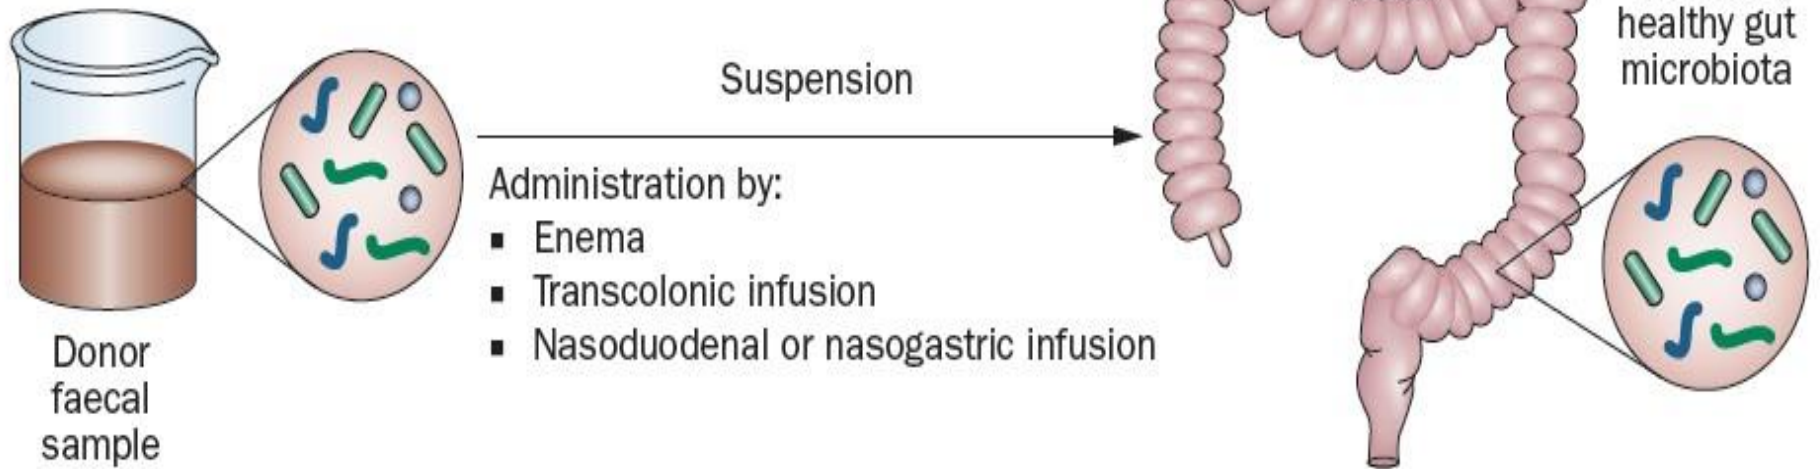 Suspension
Administration by:
▪ Enema
▪ Transcolonic infusion
▪ Nasoduodenal or nasogastric infusion
Donor
faecal
sample
healthy gut
microbiota